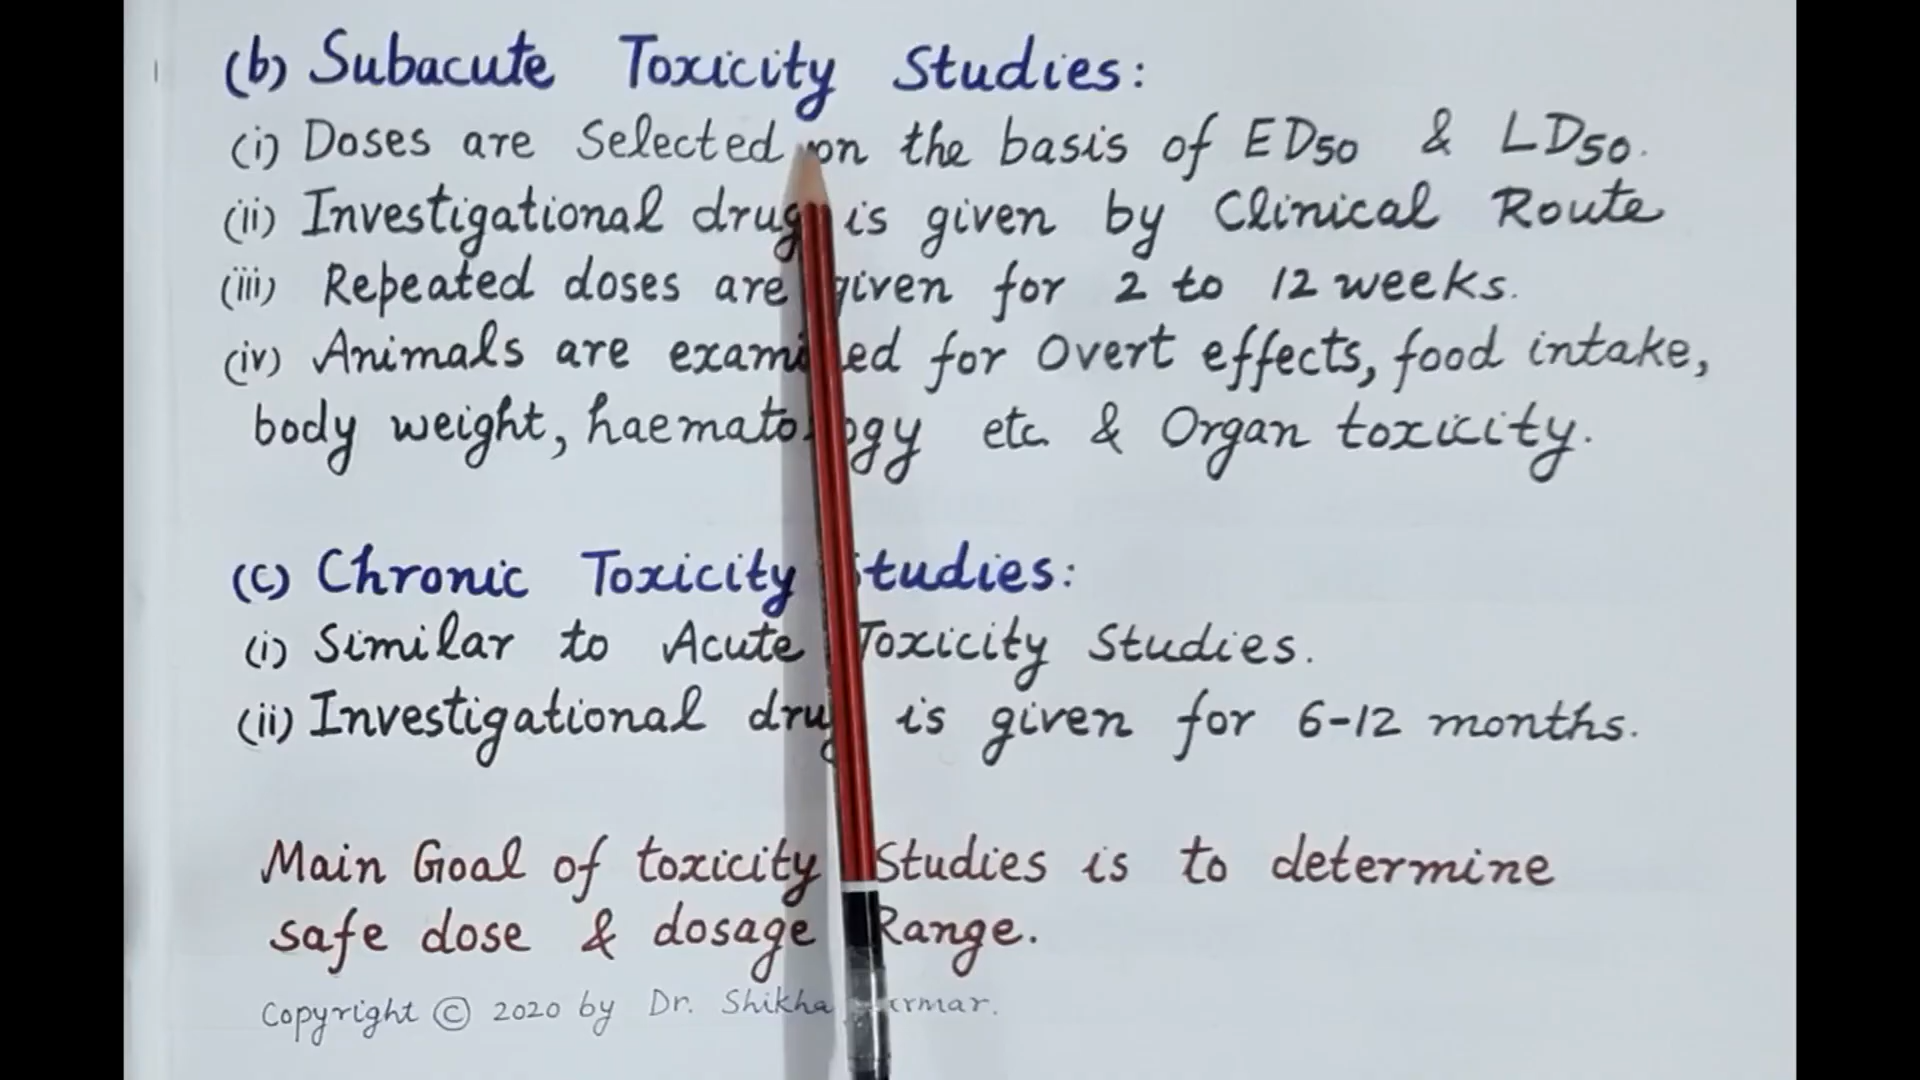 (b) Subacute Toxicity Studies:
(i) Doses are Selected on the basis of ED50 & LD50.
(ii) Investigational drug is given by Clinical Route
(iii) Repeated doses are given for 2 to 12 weeks.
(iv) Animals are examined for Overt effects, food intake,
body weight, haematology etc & Organ toxicity.
(c) Chronic Toxicity Studies:
(i) Similar to Acute Toxicity Studies.
(ii) Investigational drug is given for 6-12 months.
Main Goal of toxicity Studies is to determine
safe dose & dosage Range.
Copyright © 2020 by Dr. Shikha